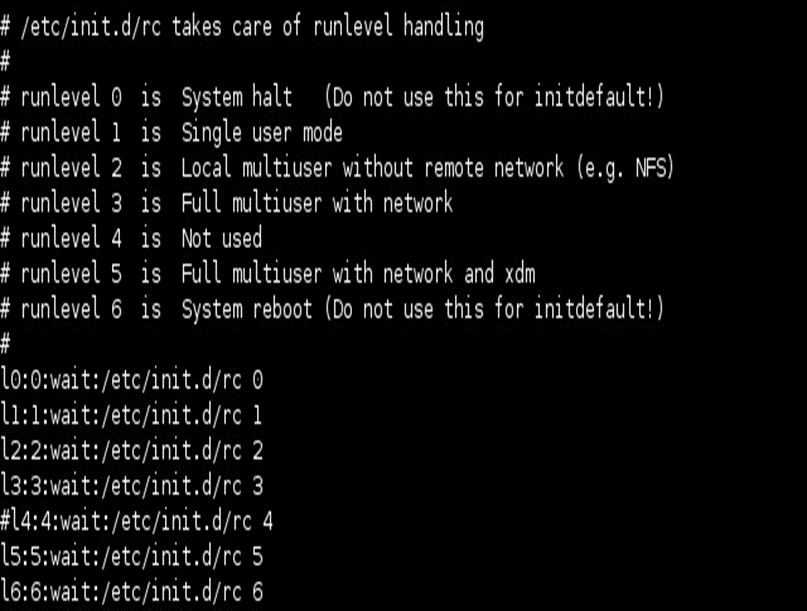 # /etc/init.d/rc takes care of runlevel handling
#
# runlevel 0  is  System halt   (Do not use this for initdefault!)
# runlevel 1  is  Single user mode
# runlevel 2  is  Local multiuser without remote network (e.g. NFS)
# runlevel 3  is  Full multiuser with network
# runlevel 4  is  Not used
# runlevel 5  is  Full multiuser with network and xdm
# runlevel 6  is  System reboot (Do not use this for initdefault!)
#
l0:0:wait:/etc/init.d/rc 0
l1:1:wait:/etc/init.d/rc 1
l2:2:wait:/etc/init.d/rc 2
l3:3:wait:/etc/init.d/rc 3
#l4:4:wait:/etc/init.d/rc 4
l5:5:wait:/etc/init.d/rc 5
l6:6:wait:/etc/init.d/rc 6